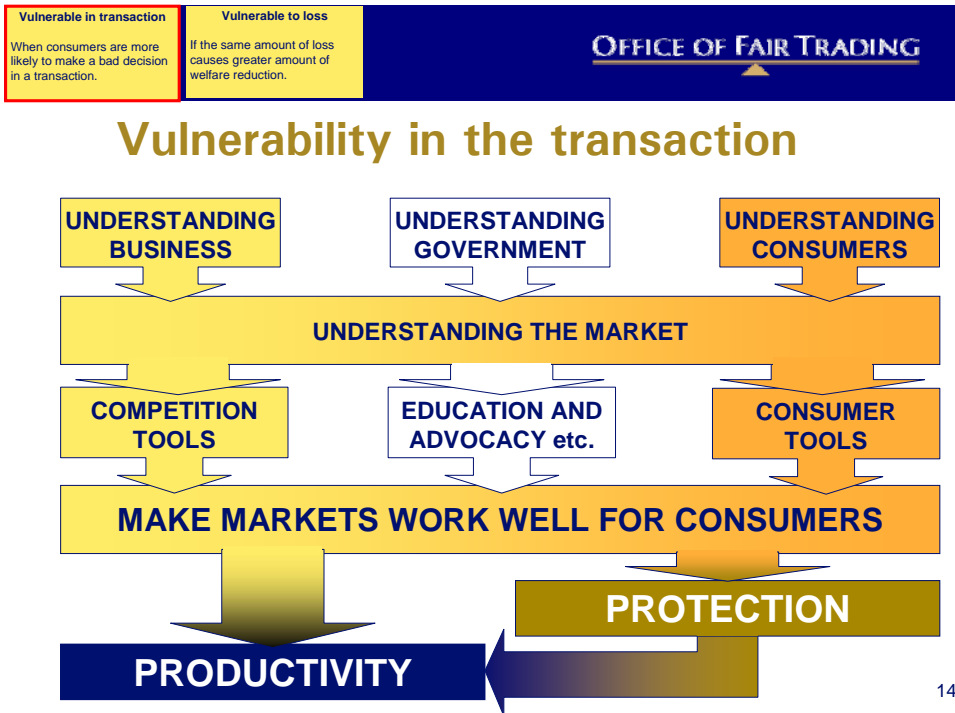 Vulnerable in transaction
When consumers are more
likely to make a bad decision
in a transaction.
Vulnerable to loss
If the same amount of loss
causes greater amount of
welfare reduction.
OFFICE OF FAIR TRADING
Vulnerability in the transaction
UNDERSTANDING
BUSINESS
UNDERSTANDING
GOVERNMENT
UNDERSTANDING
CONSUMERS
UNDERSTANDING THE MARKET
COMPETITION
TOOLS
EDUCATION AND
ADVOCACY etc.
CONSUMER
TOOLS
MAKE MARKETS WORK WELL FOR CONSUMERS
PROTECTION
PRODUCTIVITY
14